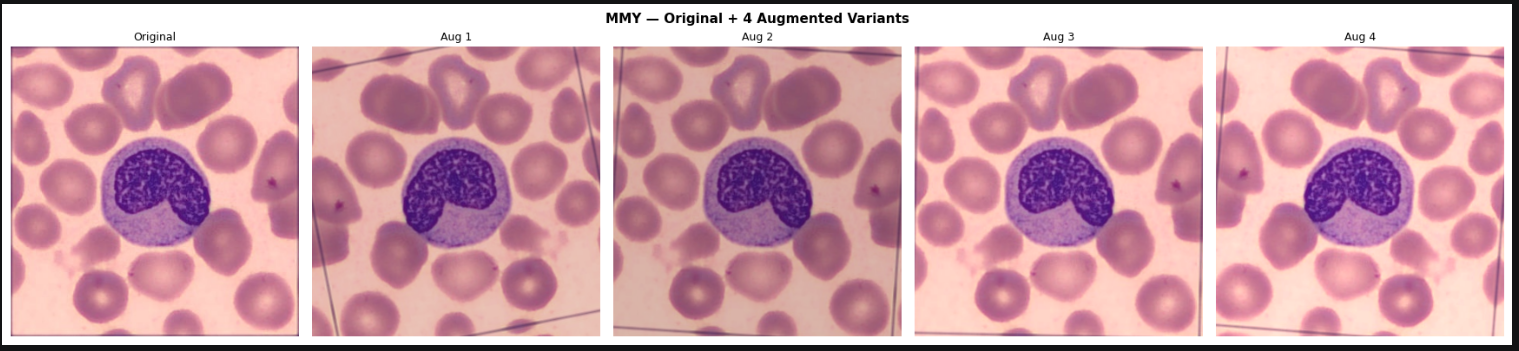 MMY — Original + 4 Augmented Variants
Original
Aug 1
Aug 2
Aug 3
Aug 4